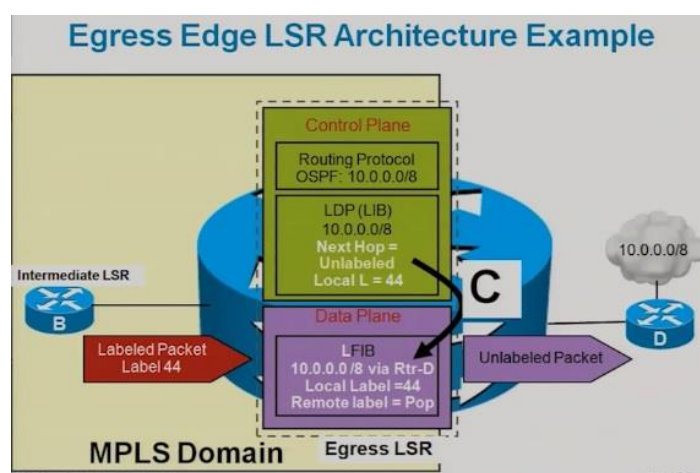 Egress Edge LSR Architecture Example
Control Plane
Routing Protocol
OSPF: 10.0.0.0/8
LDP (LIB)
10.0.0.0/8
Next Hop =
Unlabeled
Local L = 44
10.0.0.0/8
Intermediate LSR
B
C
D
Data Plane
Labeled Packet
Label 44
LFIB
10.0.0.0 /8 via Rtr-D
Local Label =44
Remote label = Pop
Unlabeled Packet
MPLS Domain
Egress LSR